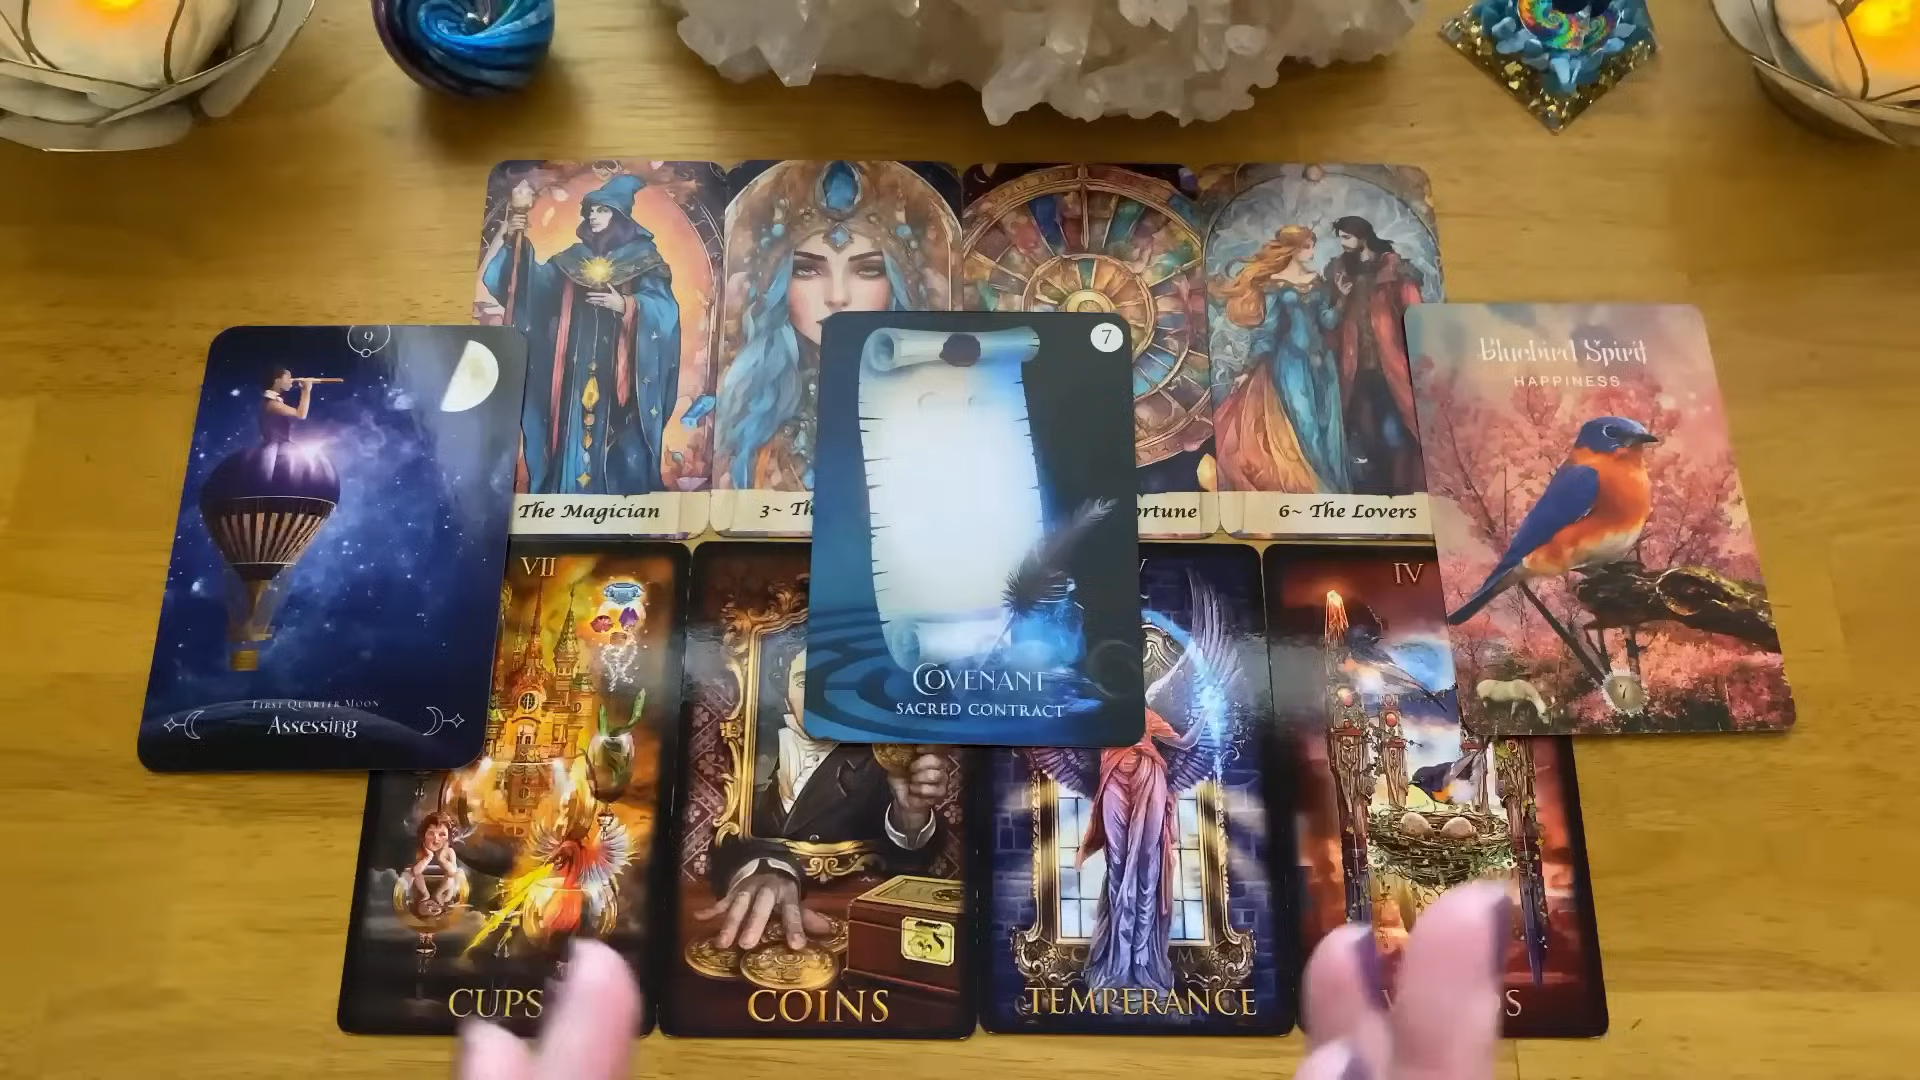 9
FIRST QUARTER MOON
Assessing
The Magician
3~ Th
ortune
6~ The Lovers
7
COVENANT
SACRED CONTRACT
Bluebird Spirit
HAPPINESS
VII
CUPS
COINS
TEMPERANCE
IV